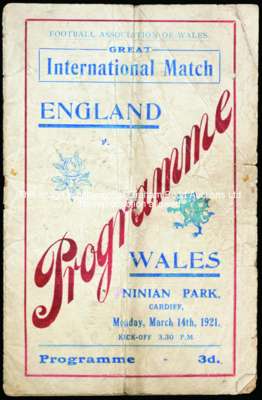 FOOTBALL ASSOCIATION OF WALES.
GREAT
International Match
ENGLAND
v.
Programme
WALES
NINIAN PARK,
CARDIFF,
Monday, March 14th, 1921.
KICK-OFF 3.30 P.M.
Programme 3d.